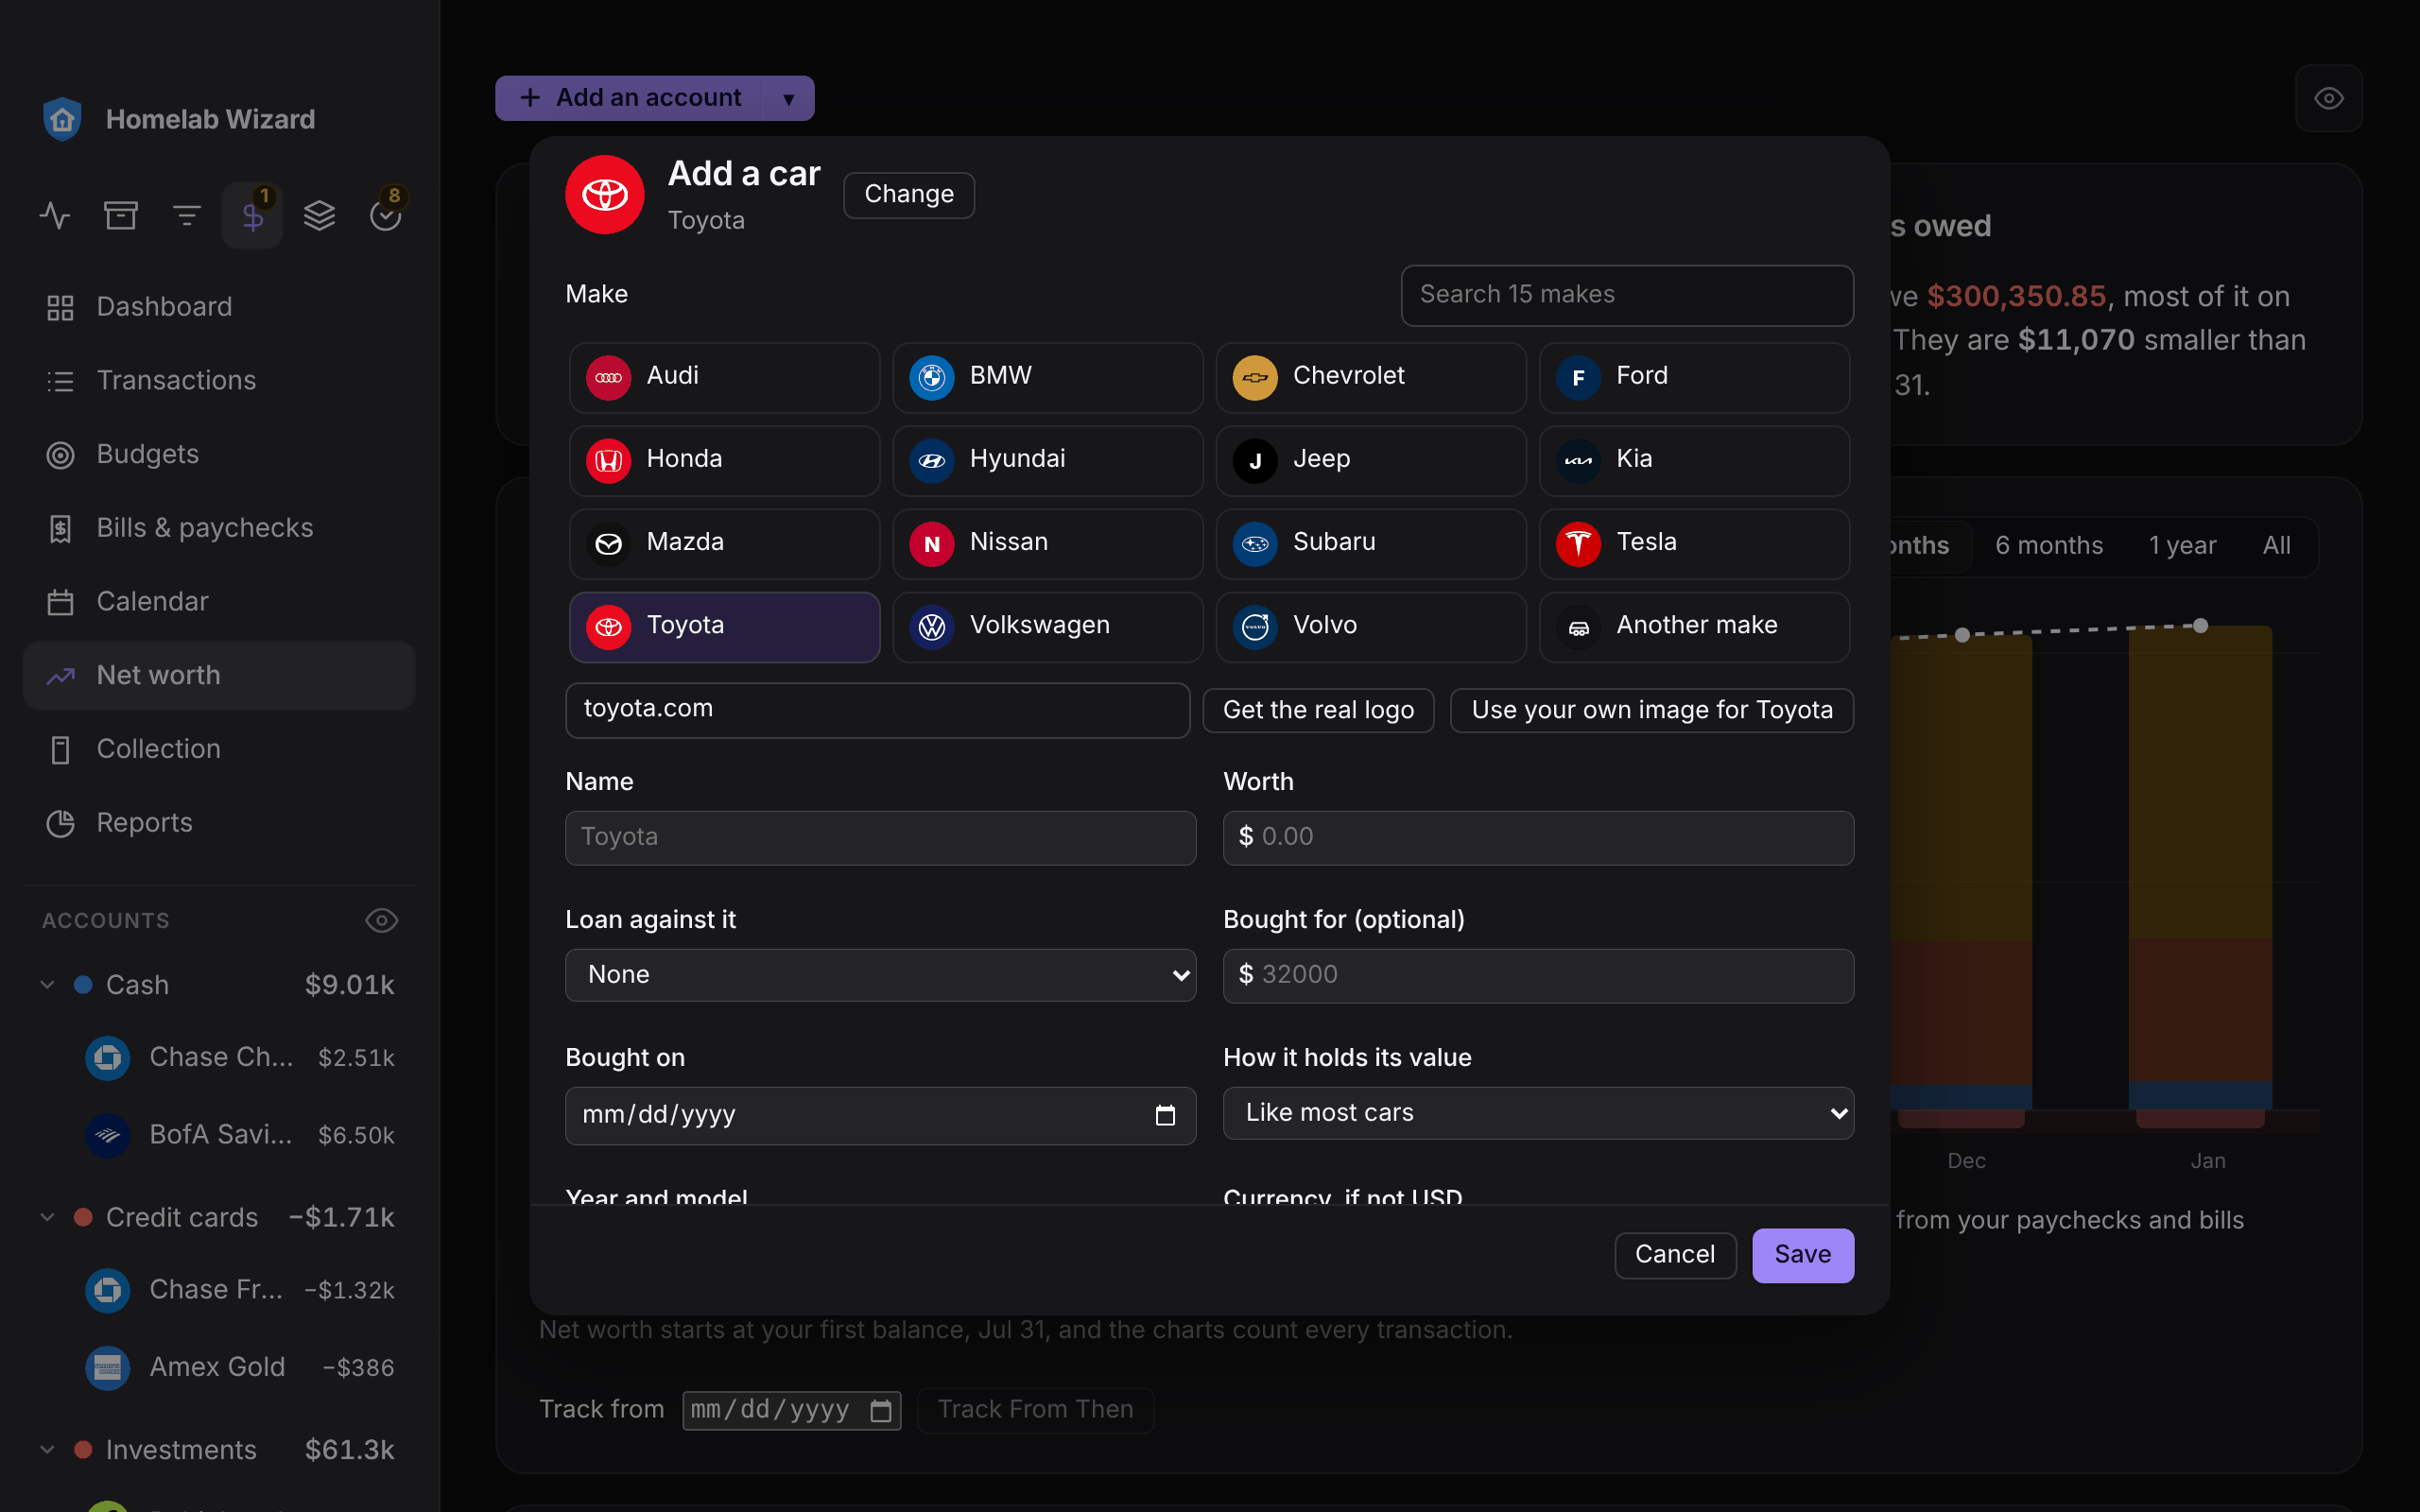 Homelab Wizard
1
8
Dashboard
Transactions
Budgets
Bills & paychecks
Calendar
Net worth
Collection
Reports
ACCOUNTS
Cash $9.01k
Chase Ch... $2.51k
BofA Savi... $6.50k
Credit cards −$1.71k
Chase Fr... −$1.32k
Amex Gold −$386
Investments $61.3k
+ Add an account ▾
Add a car
Toyota
Change
Make
Search 15 makes
Audi
BMW
Chevrolet
F Ford
Honda
Hyundai
J Jeep
Kia
Mazda
N Nissan
Subaru
Tesla
Toyota
Volkswagen
Volvo
Another make
toyota.com
Get the real logo
Use your own image for Toyota
Name
Toyota
Worth
$ 0.00
Loan against it
None
Bought for (optional)
$ 32000
Bought on
mm/dd/yyyy
How it holds its value
Like most cars
Year and model
Currency, if not USD
Cancel
Save
s owed
$300,350.85, most of it on
They are $11,070 smaller than
31.
onths
6 months
1 year
All
Dec
Jan
from your paychecks and bills
Net worth starts at your first balance, Jul 31, and the charts count every transaction.
Track from
mm/dd/yyyy
Track From Then